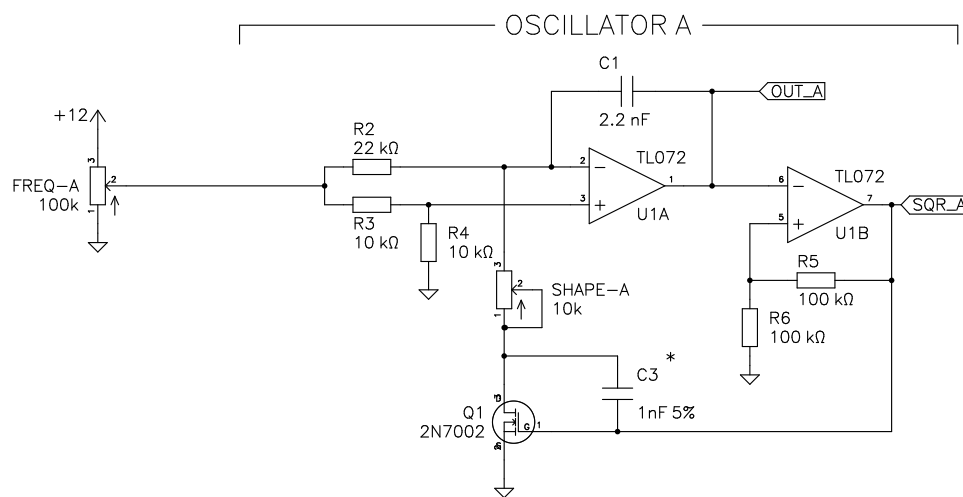 OSCILLATOR A
C1
2.2 nF
OUT_A
+12
R2
22 kΩ
TL072
TL072
FREQ-A
100k
3
2
1
2
3
1
6
5
7
SQR_A
R3
10 kΩ
U1A
U1B
R4
10 kΩ
R5
100 kΩ
3
2
1
SHAPE-A
10k
R6
100 kΩ
*
C3
1nF 5%
Q1
2N7002
G
1